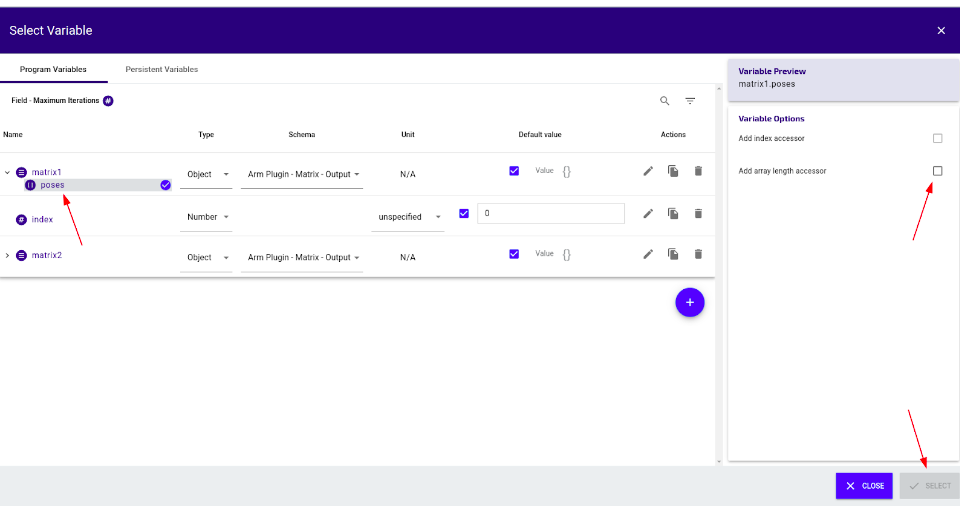 Select Variable
Program Variables Persistent Variables
Field - Maximum Iterations #
Name Type Schema Unit Default value Actions
matrix1 Object Arm Plugin - Matrix - Output N/A Value {}
[] poses
# index Number unspecified 0
matrix2 Object Arm Plugin - Matrix - Output N/A Value {}
+
Variable Preview
matrix1.poses
Variable Options
Add index accessor
Add array length accessor
CLOSE SELECT